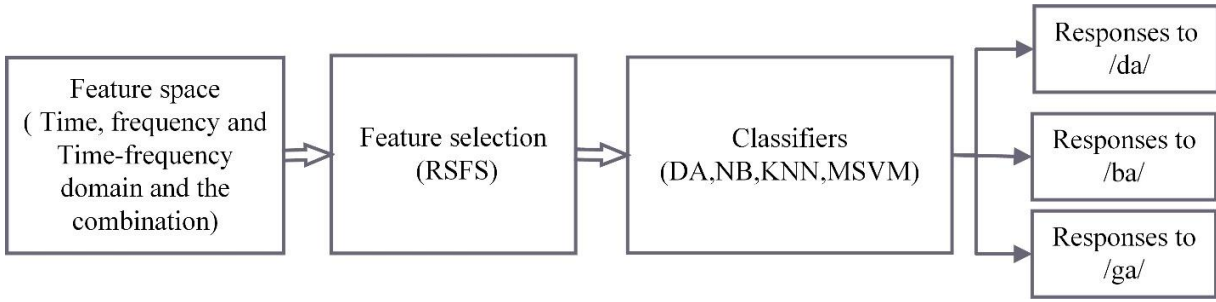 Feature space
( Time, frequency and
Time-frequency
domain and the
combination)
Feature selection
(RSFS)
Classifiers
(DA,NB,KNN,MSVM)
Responses to
/da/
Responses to
/ba/
Responses to
/ga/